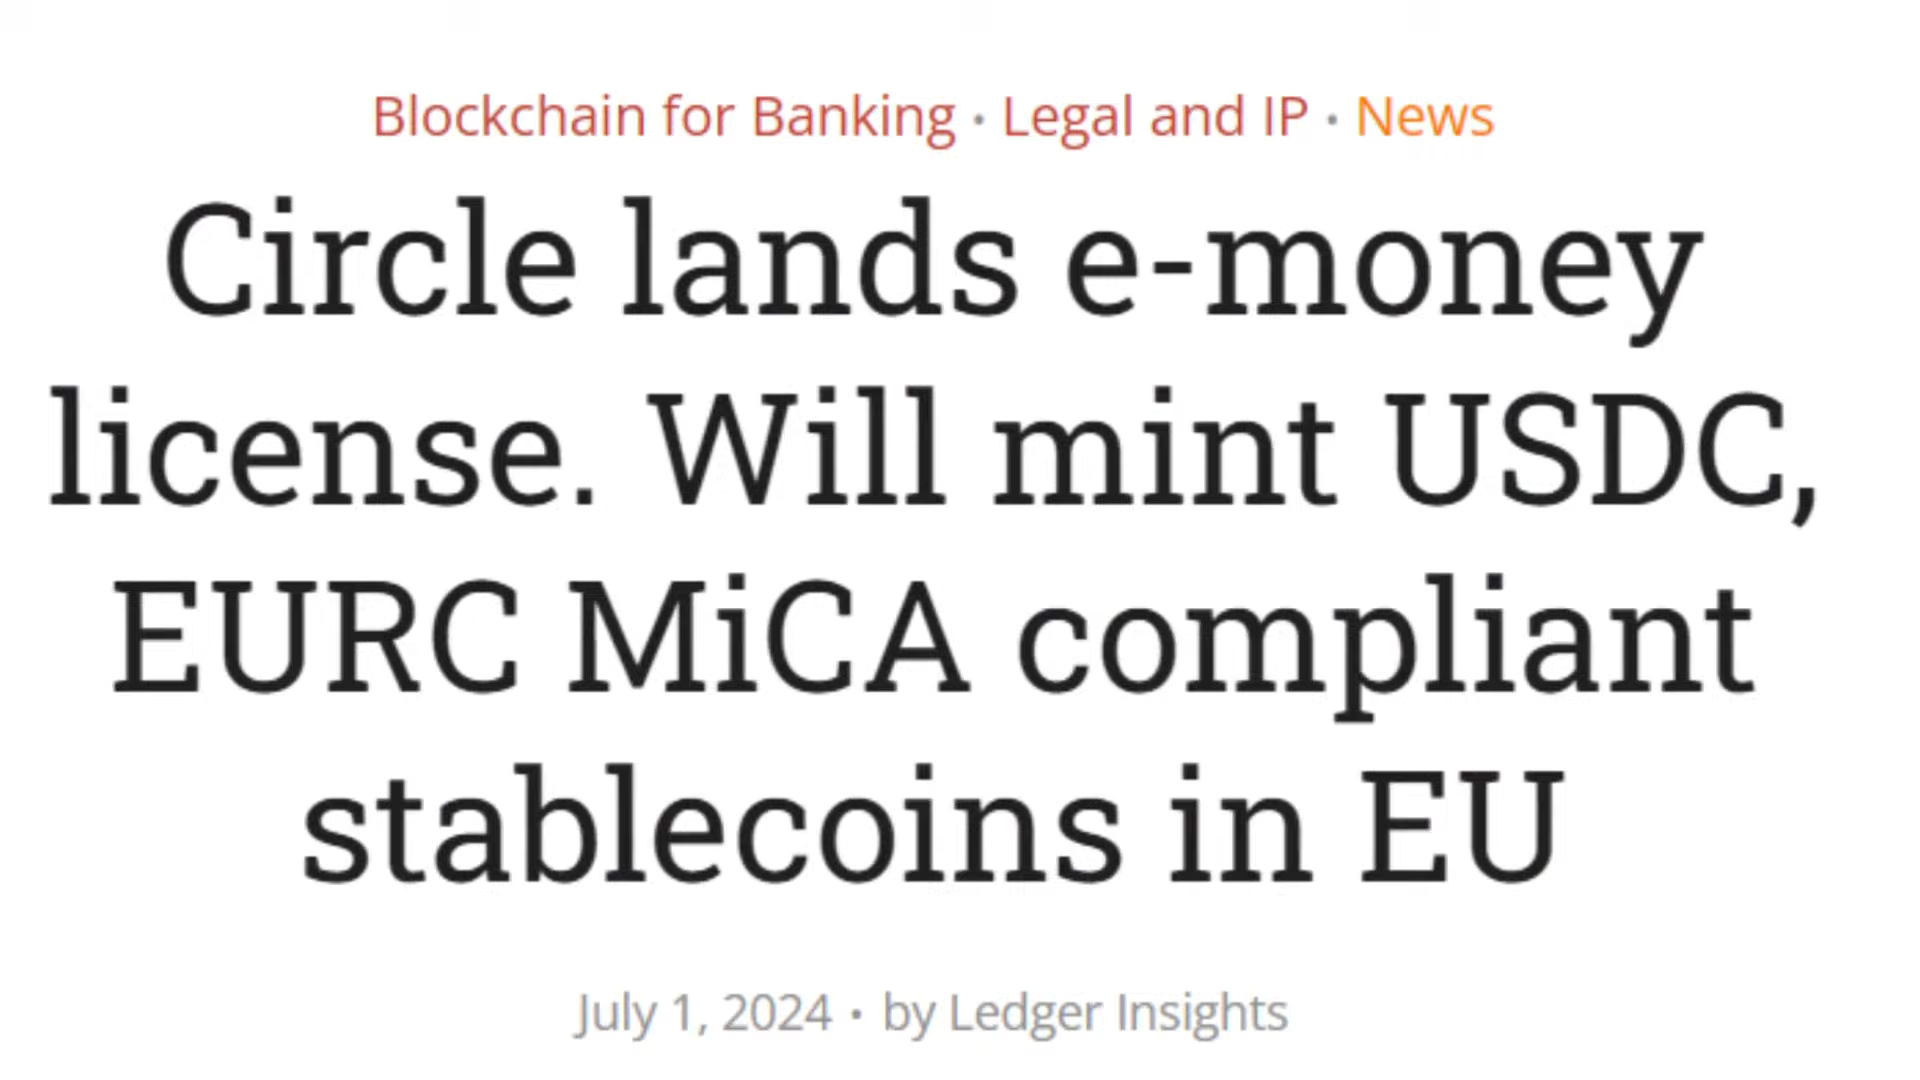 Blockchain for Banking • Legal and IP • News
Circle lands e-money
license. Will mint USDC,
EURC MiCA compliant
stablecoins in EU
July 1, 2024 • by Ledger Insights